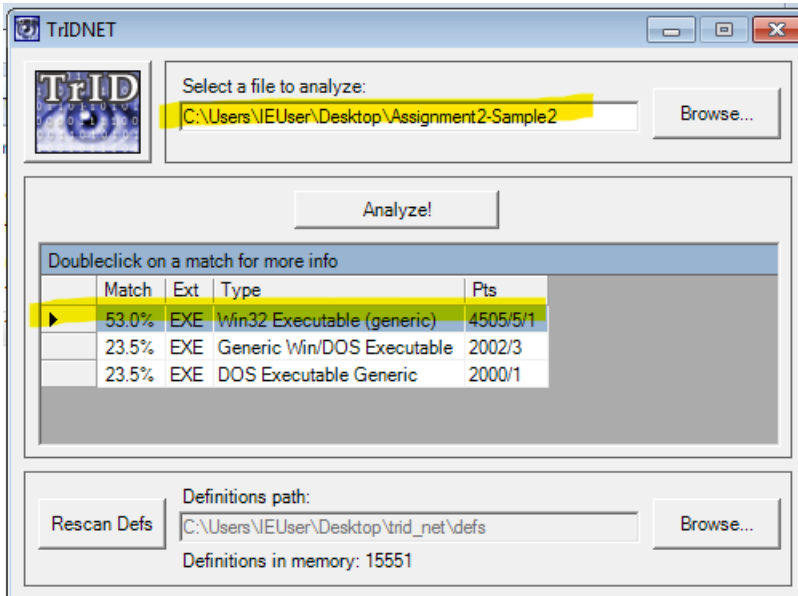 TrIDNET
TrID
Select a file to analyze:
C:\Users\IEUser\Desktop\Assignment2-Sample2
Browse...
Analyze!
Doubleclick on a match for more info
Match Ext Type Pts
53.0% EXE Win32 Executable (generic) 4505/5/1
23.5% EXE Generic Win/DOS Executable 2002/3
23.5% EXE DOS Executable Generic 2000/1
Rescan Defs
Definitions path:
C:\Users\IEUser\Desktop\trid_net\defs
Browse...
Definitions in memory: 15551